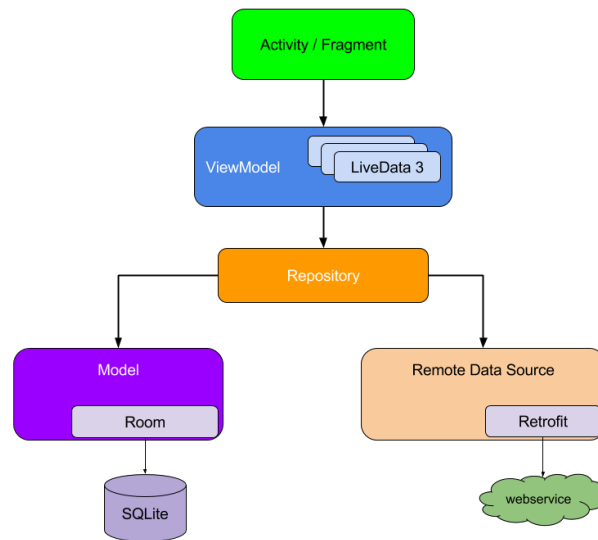 Activity / Fragment
ViewModel
LiveData 3
Repository
Model
Remote Data Source
Room
Retrofit
SQLite
webservice